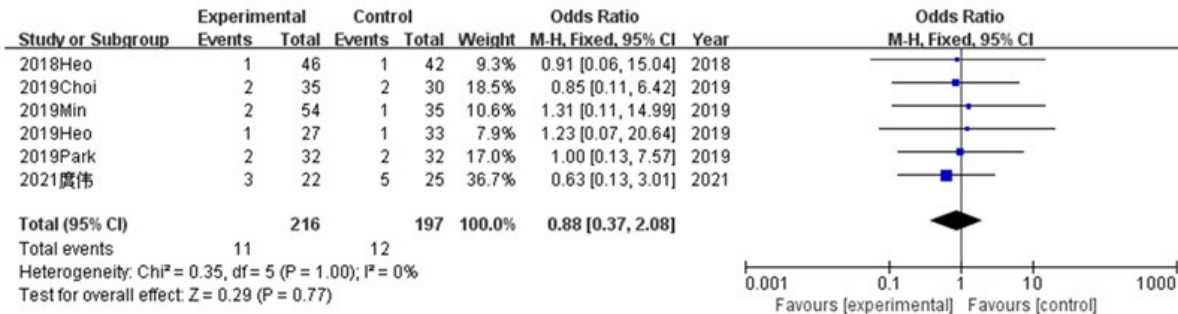 Experimental Control Odds Ratio Odds Ratio
Study or Subgroup Events Total Events Total Weight M-H, Fixed, 95% CI Year M-H, Fixed, 95% CI
2018Heo 1 46 1 42 9.3% 0.91 [0.06, 15.04] 2018
2019Choi 2 35 2 30 18.5% 0.85 [0.11, 6.42] 2019
2019Min 2 54 1 35 10.6% 1.31 [0.11, 14.99] 2019
2019Heo 1 27 1 33 7.9% 1.23 [0.07, 20.64] 2019
2019Park 2 32 2 32 17.0% 1.00 [0.13, 7.57] 2019
2021 3 22 5 25 36.7% 0.63 [0.13, 3.01] 2021
Total (95% CI) 216 197 100.0% 0.88 [0.37, 2.08]
Total events 11 12
Heterogeneity: Chi² = 0.35, df = 5 (P = 1.00); I² = 0%
Test for overall effect: Z = 0.29 (P = 0.77)
0.001 0.1 1 10 1000
Favours [experimental] Favours [control]